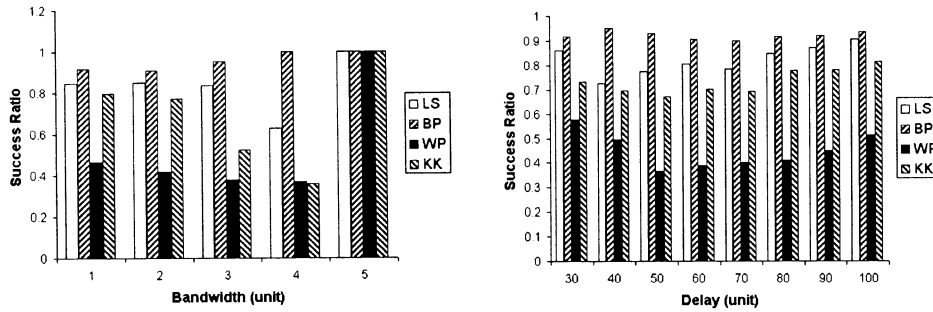 1.2
1
0.8
0.6
0.4
0.2
0
Success Ratio
1 2 3 4 5
Bandwidth (unit)
LS
BP
WP
KK
1
0.9
0.8
0.7
0.6
0.5
0.4
0.3
0.2
0.1
0
Success Ratio
30 40 50 60 70 80 90 100
Delay (unit)
LS
BP
WP
KK